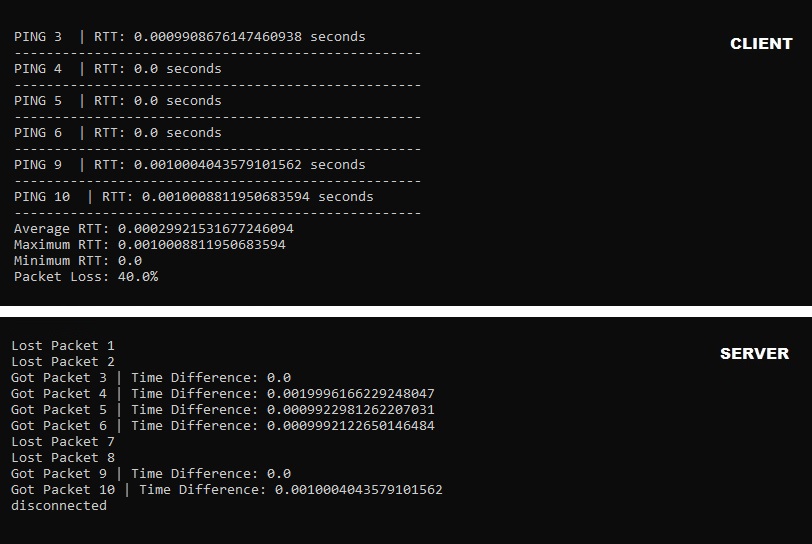 CLIENT
PING 3  | RTT: 0.0009908676147460938 seconds
---------------------------------------------------
PING 4  | RTT: 0.0 seconds
---------------------------------------------------
PING 5  | RTT: 0.0 seconds
---------------------------------------------------
PING 6  | RTT: 0.0 seconds
---------------------------------------------------
PING 9  | RTT: 0.0010004043579101562 seconds
---------------------------------------------------
PING 10  | RTT: 0.0010008811950683594 seconds
---------------------------------------------------
Average RTT: 0.00029921531677246094
Maximum RTT: 0.0010008811950683594
Minimum RTT: 0.0
Packet Loss: 40.0%
SERVER
Lost Packet 1
Lost Packet 2
Got Packet 3 | Time Difference: 0.0
Got Packet 4 | Time Difference: 0.0019996166229248047
Got Packet 5 | Time Difference: 0.0009922981262207031
Got Packet 6 | Time Difference: 0.0009992122650146484
Lost Packet 7
Lost Packet 8
Got Packet 9 | Time Difference: 0.0
Got Packet 10 | Time Difference: 0.0010004043579101562
disconnected